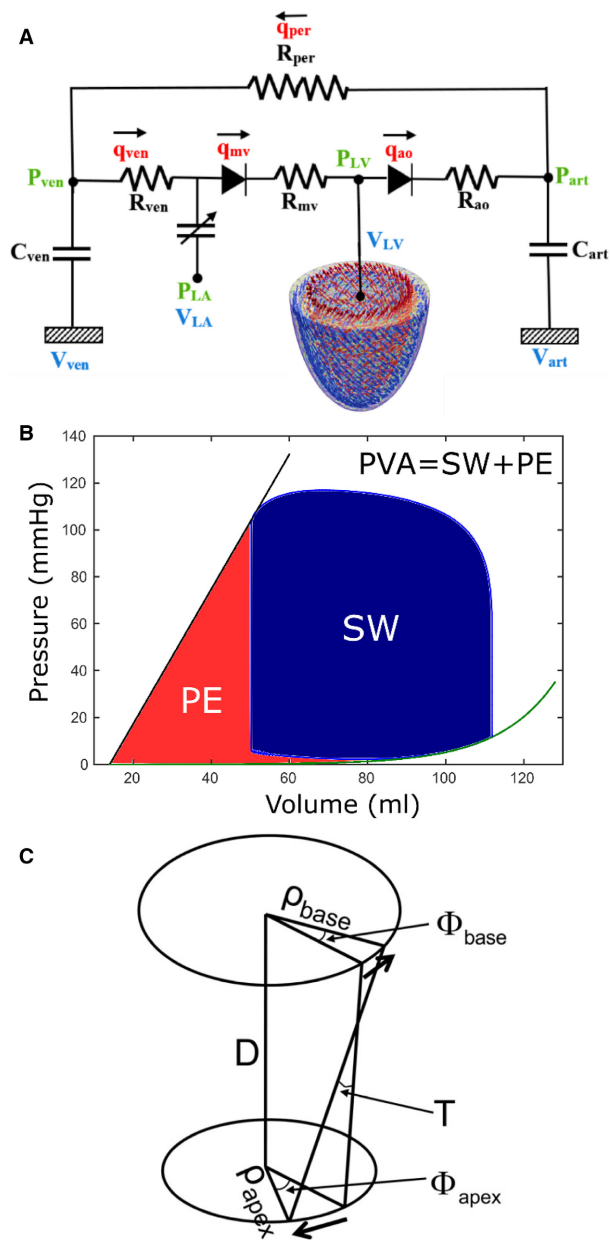 A
q_per
R_per
q_ven
q_mv
P_LV
q_ao
P_ven
P_art
R_ven
R_mv
R_ao
C_ven
V_LV
C_art
P_LA
V_LA
V_ven
V_art
B
140
PVA=SW+PE
120
100
80
60
40
20
0
Pressure (mmHg)
SW
PE
20 40 60 80 100 120
Volume (ml)
C
ρ_base
Φ_base
D
T
ρ_apex
Φ_apex